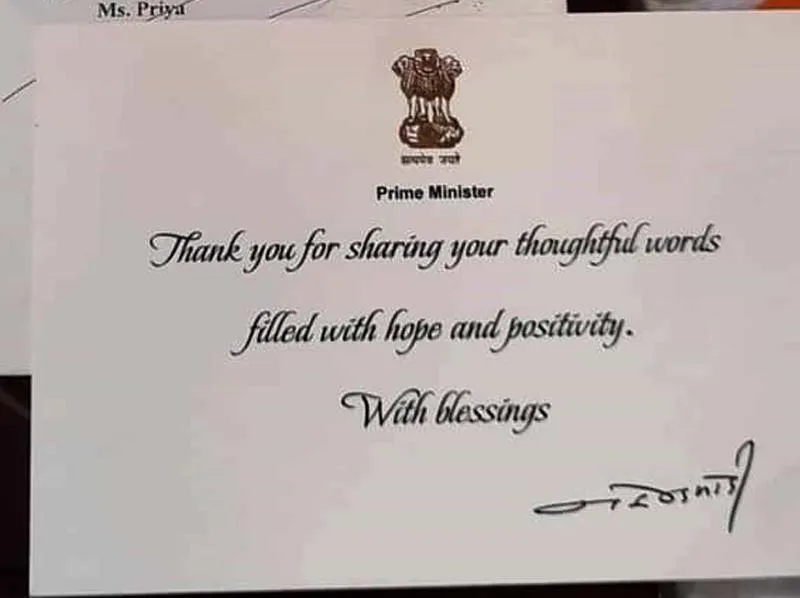 Ms. Priya
सत्यमेव जयते
Prime Minister
Thank you for sharing your thoughtful words
filled with hope and positivity.
With blessings